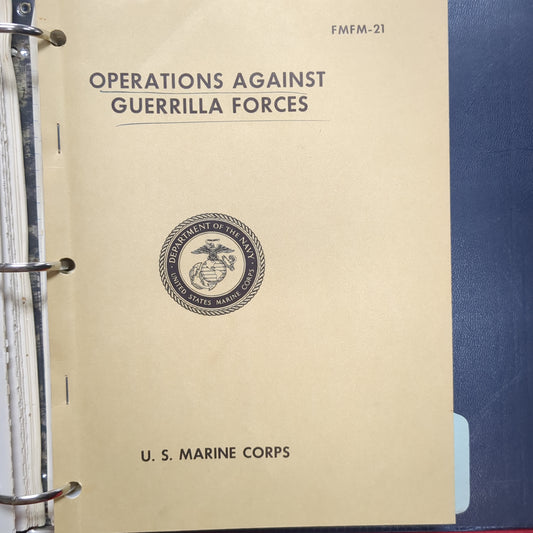 FMFM-21
OPERATIONS AGAINST
GUERRILLA FORCES
DEPARTMENT OF THE NAVY
UNITED STATES MARINE CORPS
U. S. MARINE CORPS